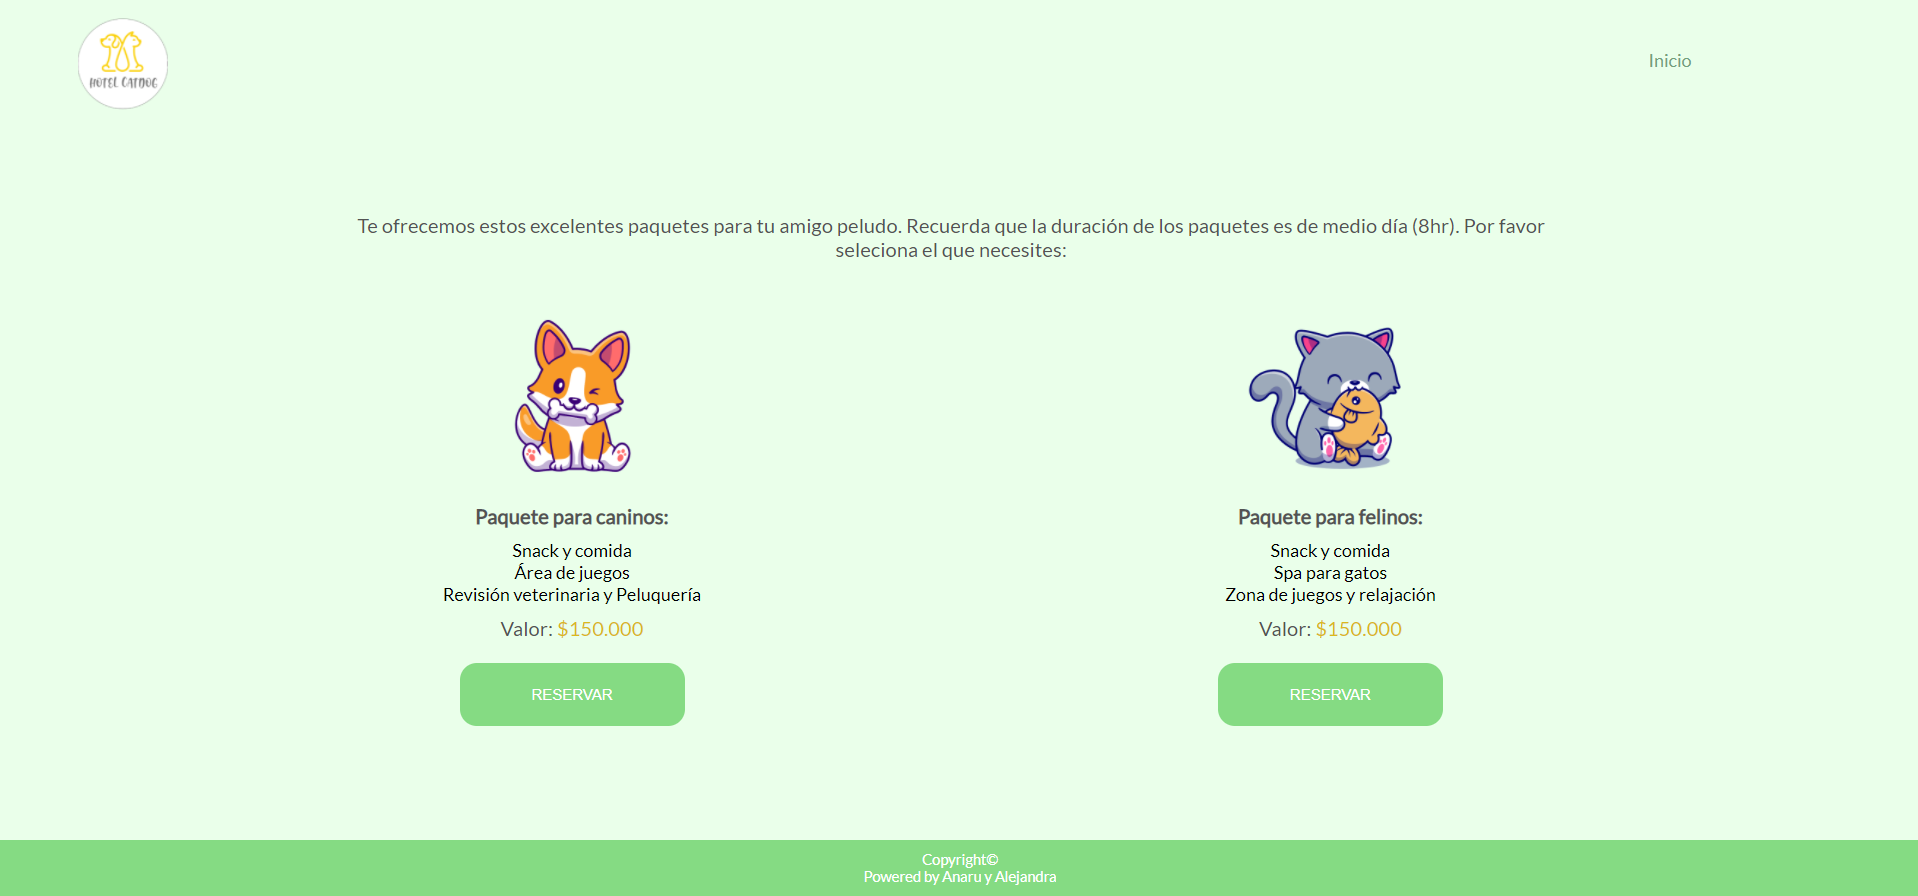 HOTEL CATDOG
Inicio
Te ofrecemos estos excelentes paquetes para tu amigo peludo. Recuerda que la duración de los paquetes es de medio día (8hr). Por favor
seleciona el que necesites:
Paquete para caninos:
Snack y comida
Área de juegos
Revisión veterinaria y Peluquería
Valor: $150.000
RESERVAR
Paquete para felinos:
Snack y comida
Spa para gatos
Zona de juegos y relajación
Valor: $150.000
RESERVAR
Copyright©
Powered by Anaru y Alejandra